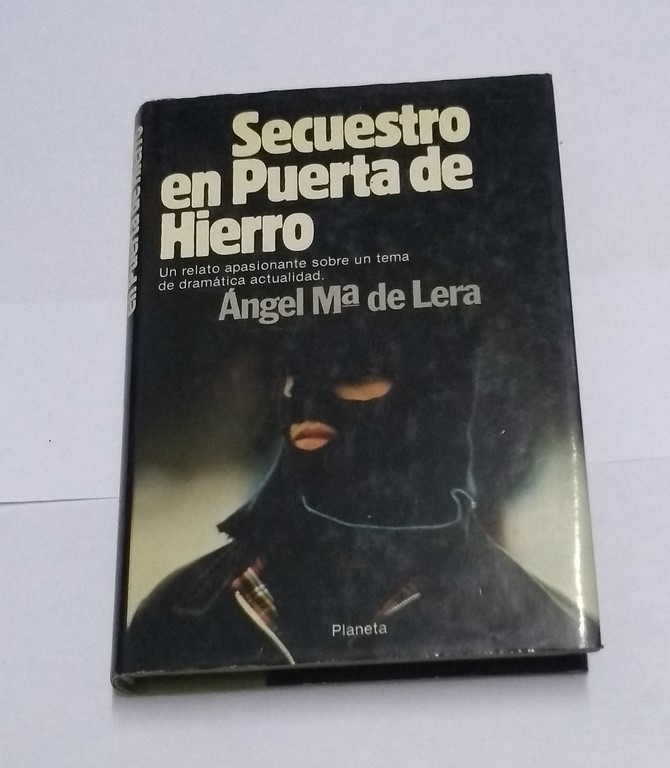 Secuestro
en Puerta de
Hierro
Un relato apasionante sobre un tema
de dramática actualidad.
Ángel Mª de Lera
Planeta
en Puerta de Hierro